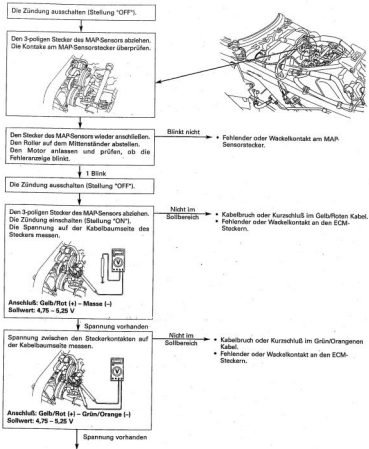 Die Zündung ausschalten (Stellung "OFF").
Den 3-poligen Stecker des MAP-Sensors abziehen.
Die Kontake am MAP-Sensorstecker überprüfen.
Den Stecker des MAP-Sensors wieder anschließen.
Den Roller auf dem Mittenständer abstellen.
Den Motor anlassen und prüfen, ob die
Fehleranzeige blinkt.
Blinkt nicht
• Fehlender oder Wackelkontakt am MAP-
Sensorstecker.
1 Blink
Die Zündung ausschalten (Stellung "OFF").
Den 3-poligen Stecker des MAP-Sensors abziehen.
Die Zündung einschalten (Stellung "ON").
Die Spannung auf der Kabelbaumseite des
Steckers messen.
Anschluß: Gelb/Rot (+) – Masse (–)
Sollwert: 4,75 – 5,25 V
Nicht im
Sollbereich
• Kabelbruch oder Kurzschluß im Gelb/Roten Kabel.
• Fehlender oder Wackelkontakt an den ECM-
Steckern.
Spannung vorhanden
Spannung zwischen den Steckerkontakten auf
der Kabelbaumseite messen.
Anschluß: Gelb/Rot (+) – Grün/Orange (–)
Sollwert: 4,75 – 5,25 V
Nicht im
Sollbereich
• Kabelbruch oder Kurzschluß im Grün/Orangenen
Kabel.
• Fehlender oder Wackelkontakt an den ECM-
Steckern.
Spannung vorhanden